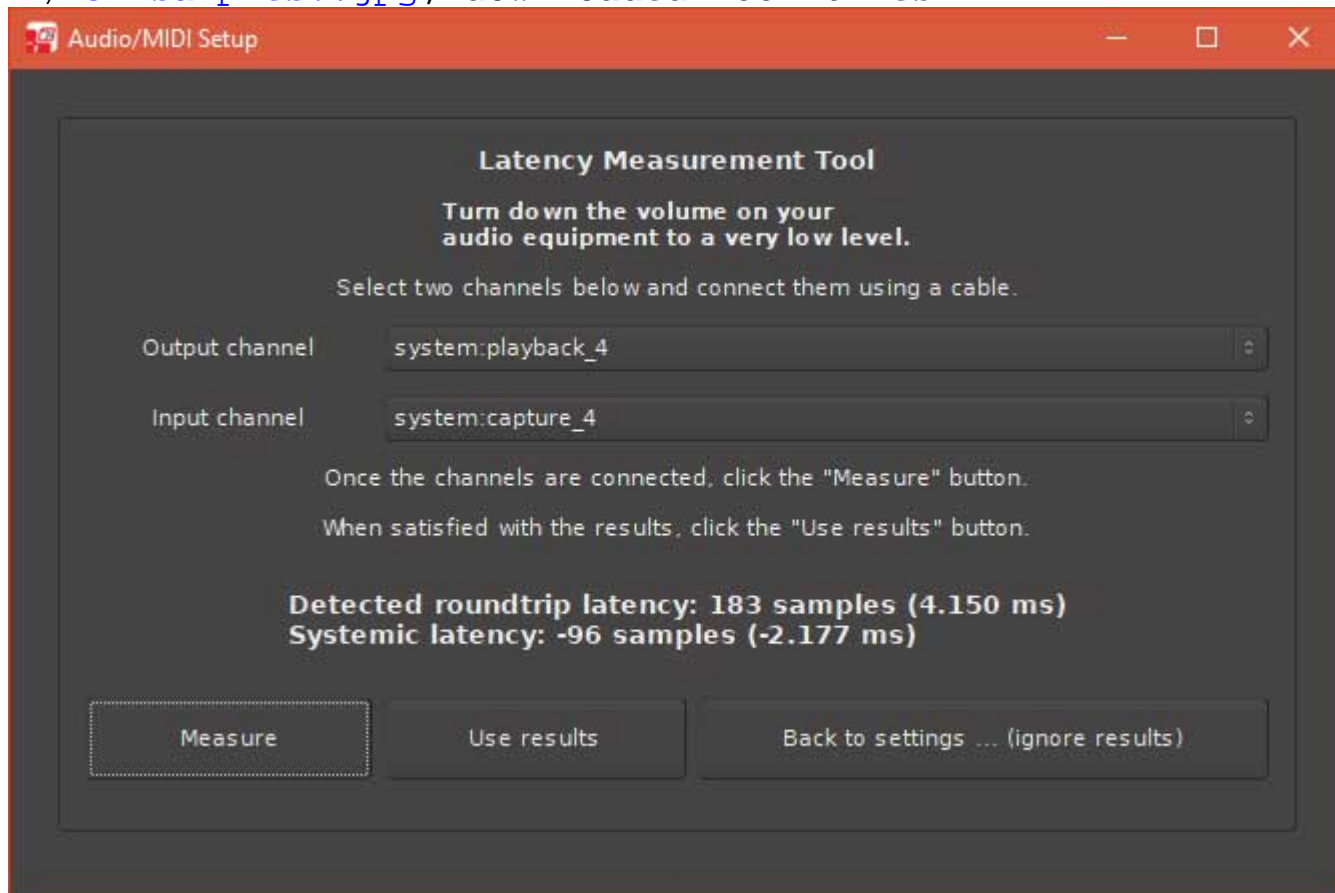 Audio/MIDI Setup
Latency Measurement Tool
Turn down the volume on your
audio equipment to a very low level.
Select two channels below and connect them using a cable.
Output channel system:playback_4
Input channel system:capture_4
Once the channels are connected, click the "Measure" button.
When satisfied with the results, click the "Use results" button.
Detected roundtrip latency: 183 samples (4.150 ms)
Systemic latency: -96 samples (-2.177 ms)
Measure Use results Back to settings ... (ignore results)